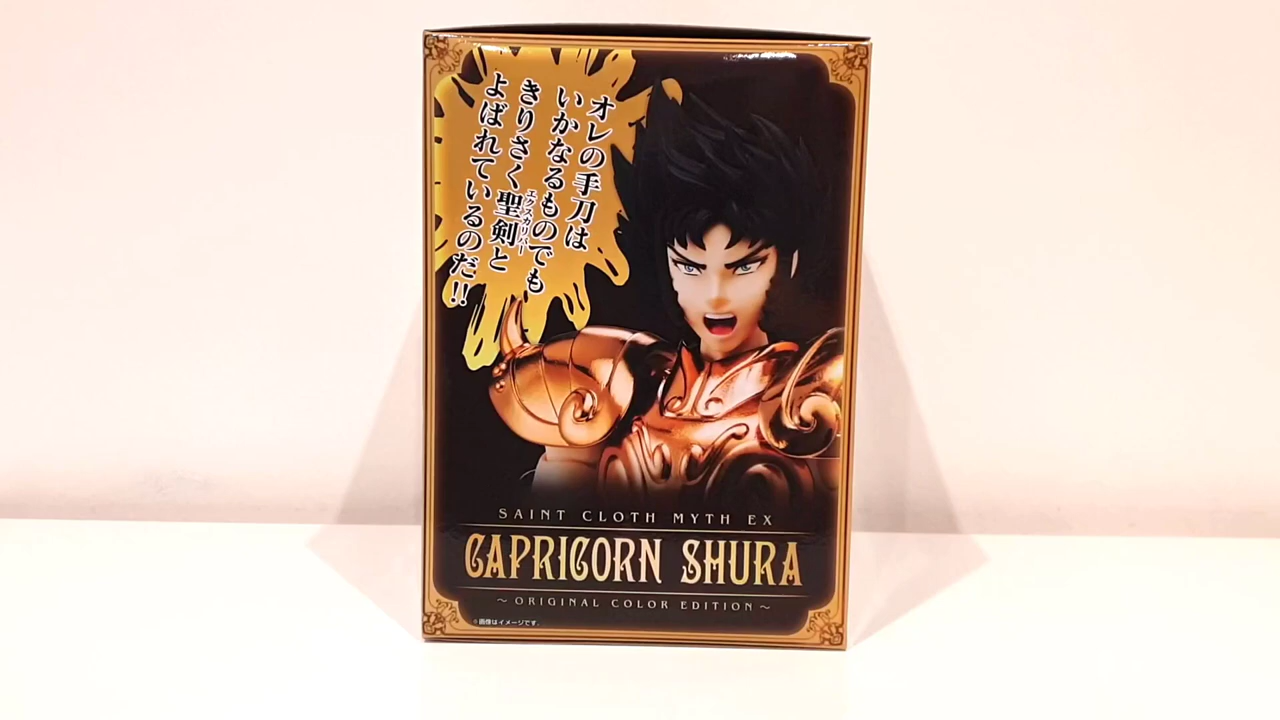 オレの手刀は
いかなるものでも
きりさく聖剣と
エクスカリバー
よばれているのだ!!
SAINT CLOTH MYTH EX
CAPRICORN SHURA
～ORIGINAL COLOR EDITION～
※画像はイメージです。